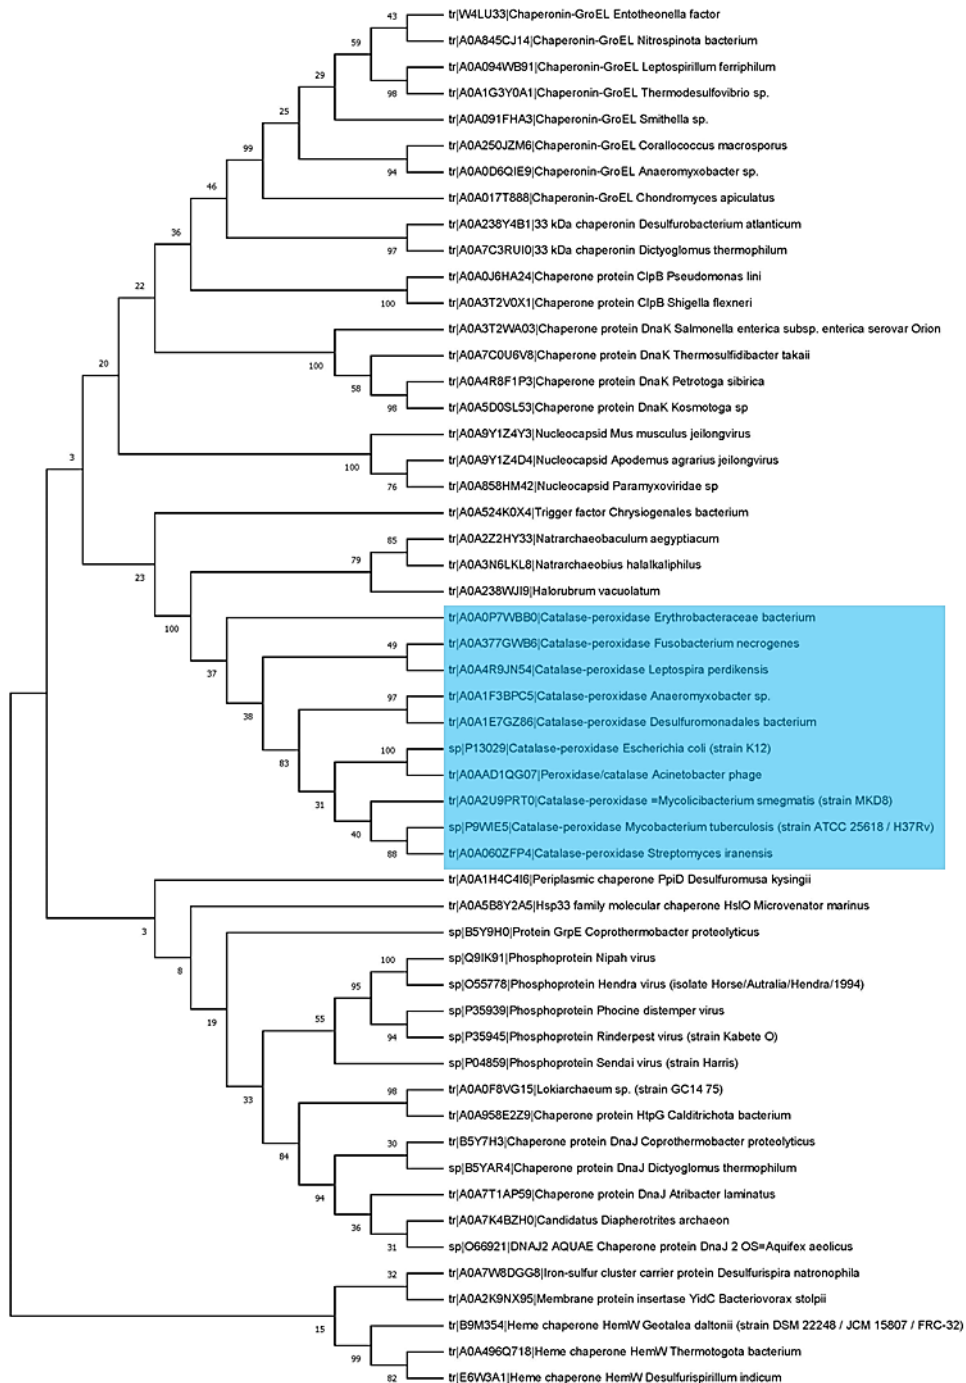 43
tr|W4LU33|Chaperonin-GroEL Entotheonella factor
59
tr|A0A845CJ14|Chaperonin-GroEL Nitrospinota bacterium
29
tr|A0A094WB91|Chaperonin-GroEL Leptospirillum ferriphilum
98
tr|A0A1G3Y0A1|Chaperonin-GroEL Thermodesulfovibrio sp.
25
tr|A0A091FHA3|Chaperonin-GroEL Smithella sp.
99
tr|A0A250JZM6|Chaperonin-GroEL Corallococcus macrosporus
94
tr|A0A0D6QIE9|Chaperonin-GroEL Anaeromyxobacter sp.
46
tr|A0A017T888|Chaperonin-GroEL Chondromyces apiculatus
36
tr|A0A238Y4B1|33 kDa chaperonin Desulfurobacterium atlanticum
97
tr|A0A7C3RUI0|33 kDa chaperonin Dictyoglomus thermophilum
22
tr|A0A0J6HA24|Chaperone protein ClpB Pseudomonas lini
100
tr|A0A3T2V0X1|Chaperone protein ClpB Shigella flexneri
tr|A0A3T2WA03|Chaperone protein DnaK Salmonella enterica subsp. enterica serovar Orion
20
100
tr|A0A7C0U6V8|Chaperone protein DnaK Thermosulfidibacter takaii
58
tr|A0A4R8F1P3|Chaperone protein DnaK Petrotoga sibirica
98
tr|A0A5D0SL53|Chaperone protein DnaK Kosmotoga sp
tr|A0A9Y1Z4Y3|Nucleocapsid Mus musculus jeilongvirus
3
100
tr|A0A9Y1Z4D4|Nucleocapsid Apodemus agrarius jeilongvirus
76
tr|A0A858HM42|Nucleocapsid Paramyxoviridae sp
tr|A0A524K0X4|Trigger factor Chrysiogenales bacterium
85
tr|A0A2Z2HY33|Natrarchaeobaculum aegyptiacum
79
tr|A0A3N6LKL8|Natrarchaeobius halalkaliphilus
23
tr|A0A238WJI9|Halorubrum vacuolatum
100
tr|A0A0P7WBB0|Catalase-peroxidase Erythrobacteraceae bacterium
49
tr|A0A377GWB6|Catalase-peroxidase Fusobacterium necrogenes
37
tr|A0A4R9JN54|Catalase-peroxidase Leptospira perdikensis
97
tr|A0A1F3BPC5|Catalase-peroxidase Anaeromyxobacter sp.
38
tr|A0A1E7GZ86|Catalase-peroxidase Desulfuromonadales bacterium
100
sp|P13029|Catalase-peroxidase Escherichia coli (strain K12)
83
tr|A0AAD1QG07|Peroxidase/catalase Acinetobacter phage
31
tr|A0A2U9PRT0|Catalase-peroxidase =Mycolicibacterium smegmatis (strain MKD8)
40
sp|P9WIE5|Catalase-peroxidase Mycobacterium tuberculosis (strain ATCC 25618 / H37Rv)
88
tr|A0A060ZFP4|Catalase-peroxidase Streptomyces iranensis
tr|A0A1H4C4I6|Periplasmic chaperone PpiD Desulfuromusa kysingii
tr|A0A5B8Y2A5|Hsp33 family molecular chaperone HslO Microvenator marinus
3
sp|B5Y9H0|Protein GrpE Coprothermobacter proteolyticus
8
100
sp|Q9IK91|Phosphoprotein Nipah virus
95
sp|O55778|Phosphoprotein Hendra virus (isolate Horse/Autralia/Hendra/1994)
sp|P35939|Phosphoprotein Phocine distemper virus
19
55
94
sp|P35945|Phosphoprotein Rinderpest virus (strain Kabete O)
sp|P04859|Phosphoprotein Sendai virus (strain Harris)
98
tr|A0A0F8VG15|Lokiarchaeum sp. (strain GC14 75)
33
tr|A0A958E2Z9|Chaperone protein HtpG Calditrichota bacterium
30
tr|B5Y7H3|Chaperone protein DnaJ Coprothermobacter proteolyticus
84
sp|B5YAR4|Chaperone protein DnaJ Dictyoglomus thermophilum
94
tr|A0A7T1AP59|Chaperone protein DnaJ Atribacter laminatus
36
tr|A0A7K4BZH0|Candidatus Diapherotrites archaeon
31
sp|O66921|DNAJ2 AQUAE Chaperone protein DnaJ 2 OS=Aquifex aeolicus
32
tr|A0A7W8DGG8|Iron-sulfur cluster carrier protein Desulfurispira natronophila
tr|A0A2K9NX95|Membrane protein insertase YidC Bacteriovorax stolpii
15
tr|B9M354|Heme chaperone HemW Geotalea daltonii (strain DSM 22248 / JCM 15807 / FRC-32)
99
tr|A0A496Q718|Heme chaperone HemW Thermotogota bacterium
82
tr|E6W3A1|Heme chaperone HemW Desulfurispirillum indicum